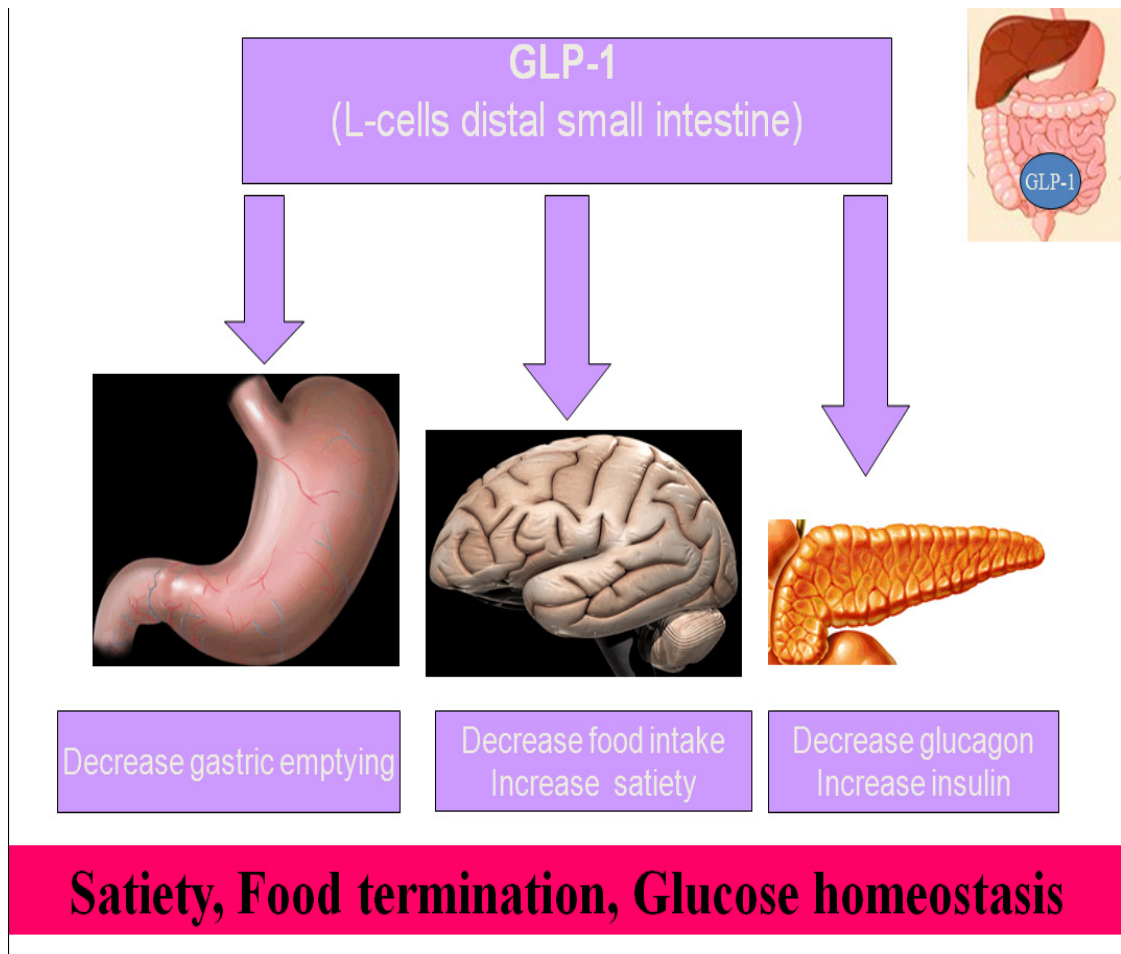 GLP-1
(L-cells distal small intestine)
GLP-1
Decrease gastric emptying
Decrease food intake
Increase satiety
Decrease glucagon
Increase insulin
Satiety, Food termination, Glucose homeostasis